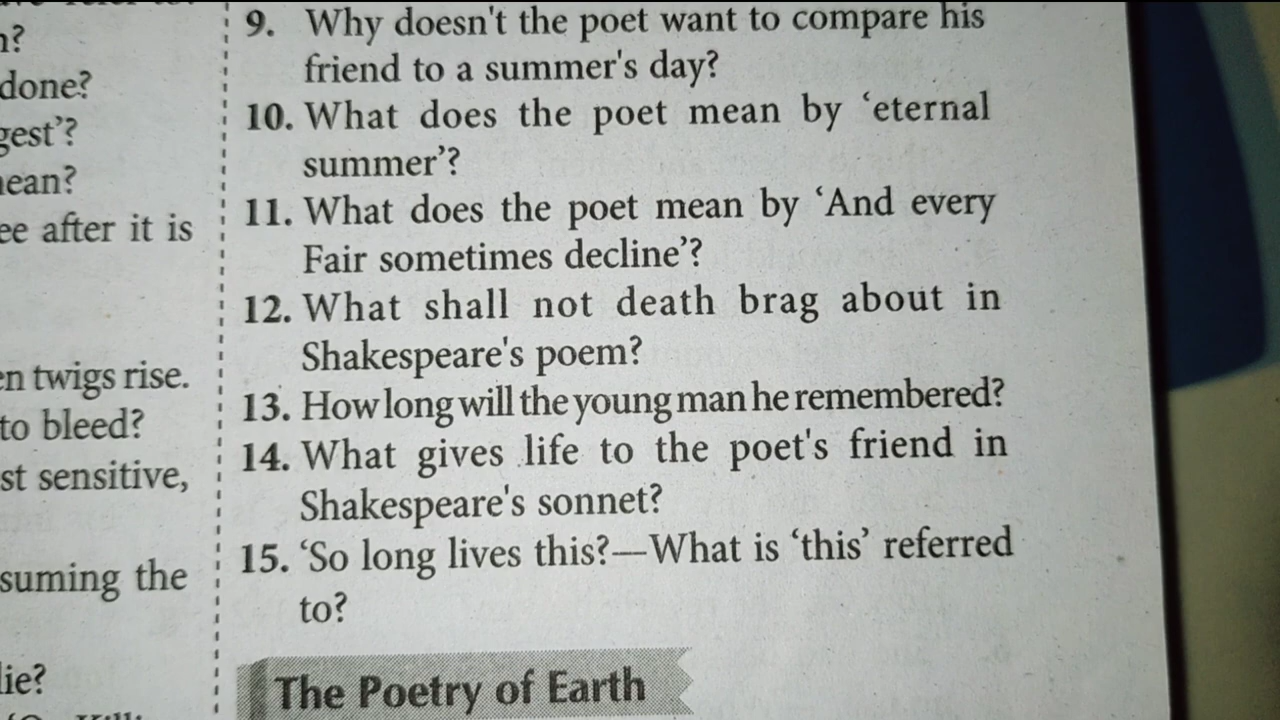 n?
done?
gest'?
ean?
ee after it is
en twigs rise.
to bleed?
st sensitive,
suming the
lie?
9. Why doesn't the poet want to compare his
friend to a summer's day?
10. What does the poet mean by 'eternal
summer'?
11. What does the poet mean by 'And every
Fair sometimes decline'?
12. What shall not death brag about in
Shakespeare's poem?
13. How long will the young man he remembered?
14. What gives life to the poet's friend in
Shakespeare's sonnet?
15. 'So long lives this?—What is 'this' referred
to?
The Poetry of Earth